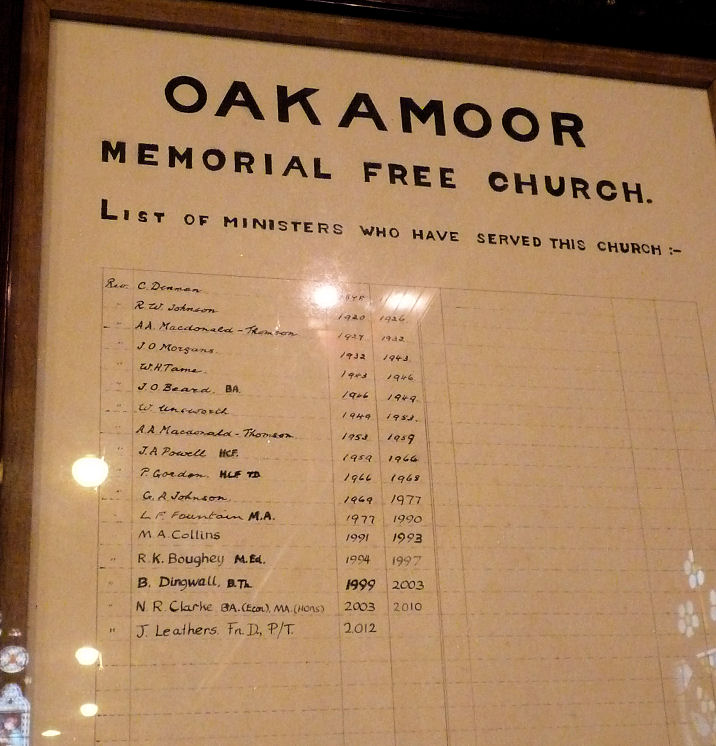 OAKAMOOR
MEMORIAL FREE CHURCH.
LIST OF MINISTERS WHO HAVE SERVED THIS CHURCH :-
Rev. C. Denman
" R. W. Johnson 1920 1926
" A.A. Macdonald-Thomson 1927 1932
" J.O Morgans. 1932 1943
" W.H Tame. 1943 1946
" J.O. Beard. BA. 1946 1949
" W. Unsworth 1949 1953.
" A.A. Macdonald-Thomson. 1953 1959
" J.A Powell HCF. 1959 1966
" P. Gordon. HCF TD. 1966 1968
" G. A Johnson. 1969 1977
" L. F. Fountain M.A. 1977 1990
M. A. Collins 1991 1993
" R. K. Boughey M.Ed. 1994 1997
" B. Dingwall, B.Th. 1999 2003
" N. R. Clarke BA.(Econ), MA.(HONS) 2003 2010
" J. Leathers. Fn. D., P/T. 2012